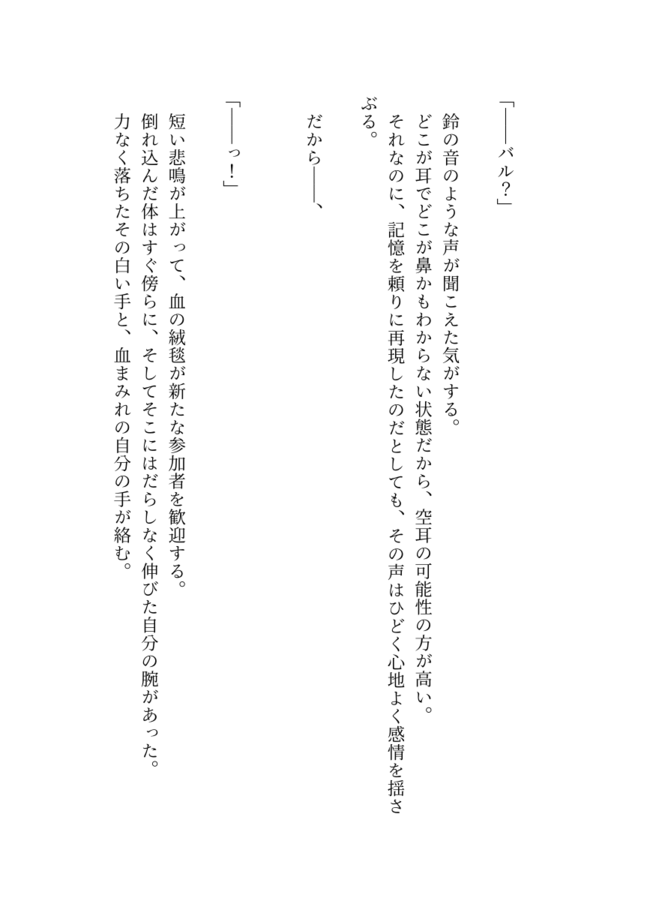 「――バル？」
鈴の音のような声が聞こえた気がする。
どこが耳でどこが鼻かもわからない状態だから、空耳の可能性の方が高い。
それなのに、記憶を頼りに再現したのだとしても、その声はひどく心地よく感情を揺さ
ぶる。
だから――、
「――っ！」
短い悲鳴が上がって、血の絨毯が新たな参加者を歓迎する。
倒れ込んだ体はすぐ傍らに、そしてそこにはだらしなく伸びた自分の腕があった。
力なく落ちたその白い手と、血まみれの自分の手が絡む。